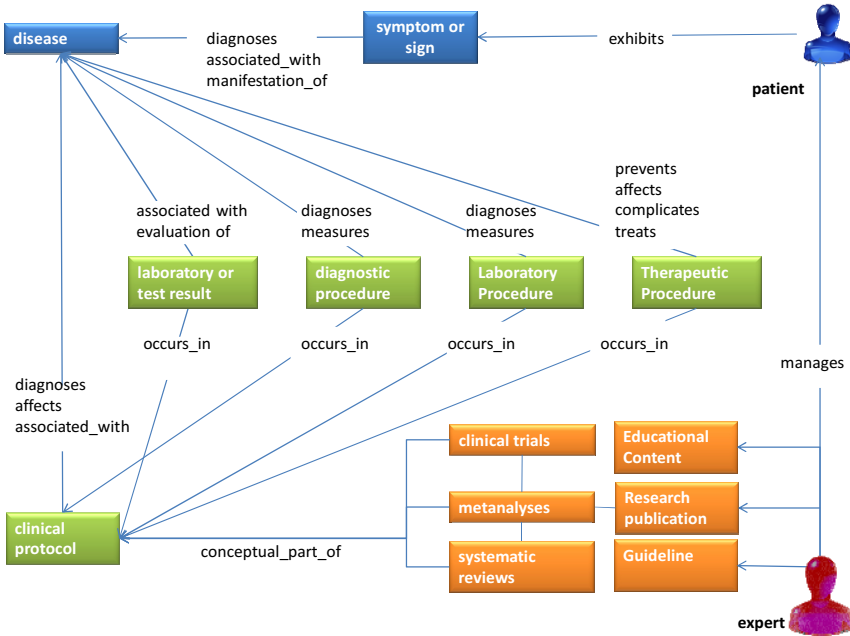 disease
diagnoses
associated_with
manifestation_of
symptom or
sign
exhibits
patient
prevents
affects
complicates
treats
associated with
evaluation of
diagnoses
measures
diagnoses
measures
laboratory or
test result
diagnostic
procedure
Laboratory
Procedure
Therapeutic
Procedure
occurs_in
occurs_in
occurs_in
occurs_in
manages
diagnoses
affects
associated_with
clinical trials
Educational
Content
metanalyses
Research
publication
clinical
protocol
conceptual_part_of
systematic
reviews
Guideline
expert